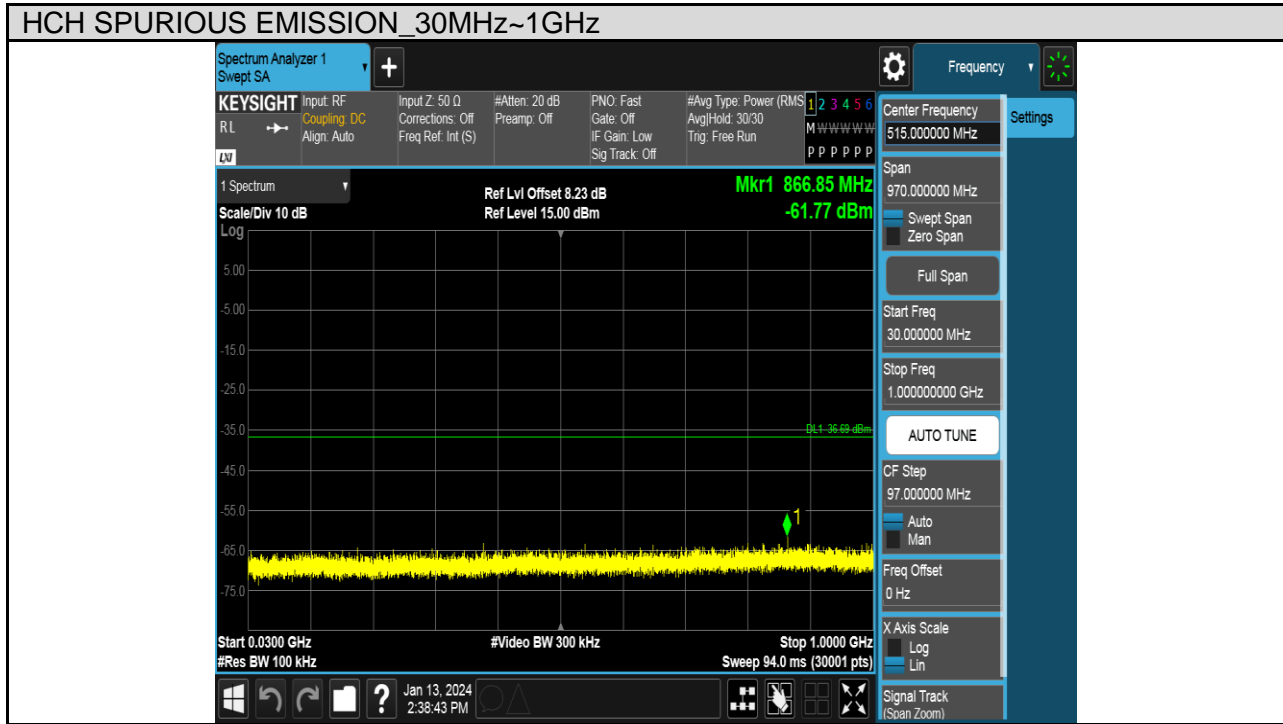 HCH SPURIOUS EMISSION_30MHz~1GHz
Spectrum Analyzer 1
Swept SA
+
Frequency
KEYSIGHT
RL
LXI
Input: RF
Coupling: DC
Align: Auto
Input Z: 50 Ω
Corrections: Off
Freq Ref: Int (S)
#Atten: 20 dB
Preamp: Off
PNO: Fast
Gate: Off
IF Gain: Low
Sig Track: Off
#Avg Type: Power (RMS
Avg|Hold: 30/30
Trig: Free Run
1 2 3 4 5 6
M W W W W W
P P P P P P
1 Spectrum
Scale/Div 10 dB
Ref Lvl Offset 8.23 dB
Ref Level 15.00 dBm
Mkr1 866.85 MHz
-61.77 dBm
Log
5.00
-5.00
-15.0
-25.0
-35.0
DL1 -36.69 dBm
-45.0
-55.0
1
-65.0
-75.0
Start 0.0300 GHz
#Video BW 300 kHz
Stop 1.0000 GHz
#Res BW 100 kHz
Sweep 94.0 ms (30001 pts)
?
Jan 13, 2024
2:38:43 PM
Center Frequency
515.000000 MHz
Settings
Span
970.000000 MHz
Swept Span
Zero Span
Full Span
Start Freq
30.000000 MHz
Stop Freq
1.000000000 GHz
AUTO TUNE
CF Step
97.000000 MHz
Auto
Man
Freq Offset
0 Hz
X Axis Scale
Log
Lin
Signal Track
(Span Zoom)